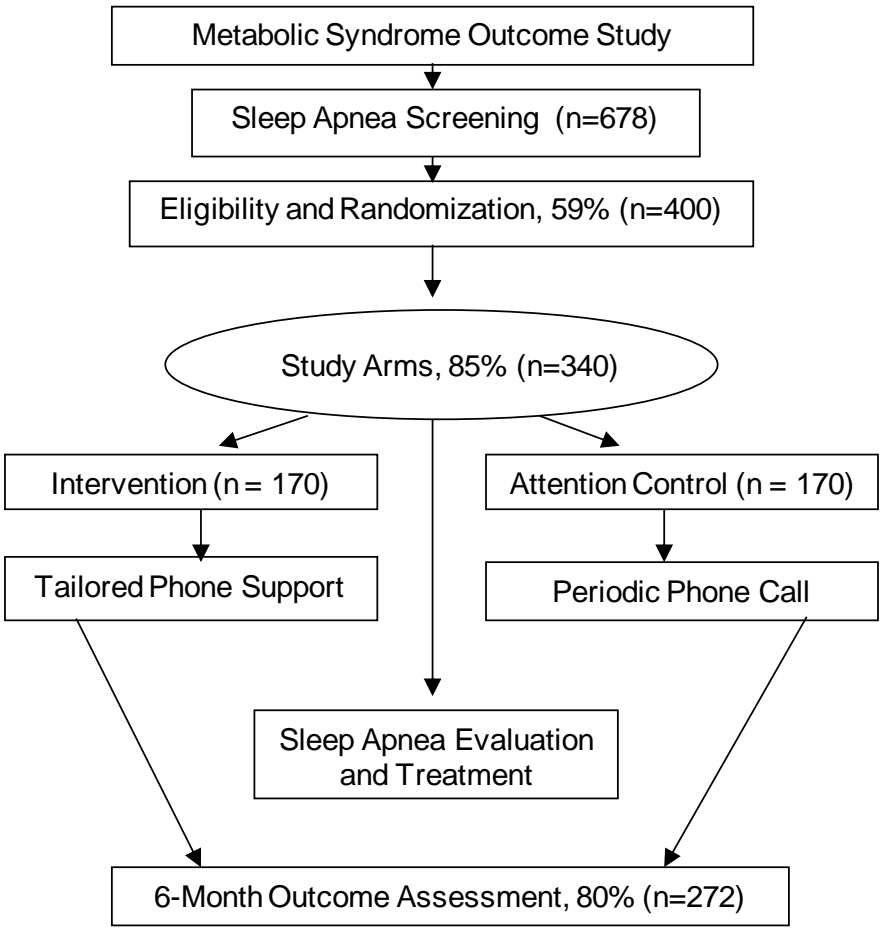 Metabolic Syndrome Outcome Study
Sleep Apnea Screening (n=678)
Eligibility and Randomization, 59% (n=400)
Study Arms, 85% (n=340)
Intervention (n = 170)
Attention Control (n = 170)
Tailored Phone Support
Periodic Phone Call
Sleep Apnea Evaluation
and Treatment
6-Month Outcome Assessment, 80% (n=272)